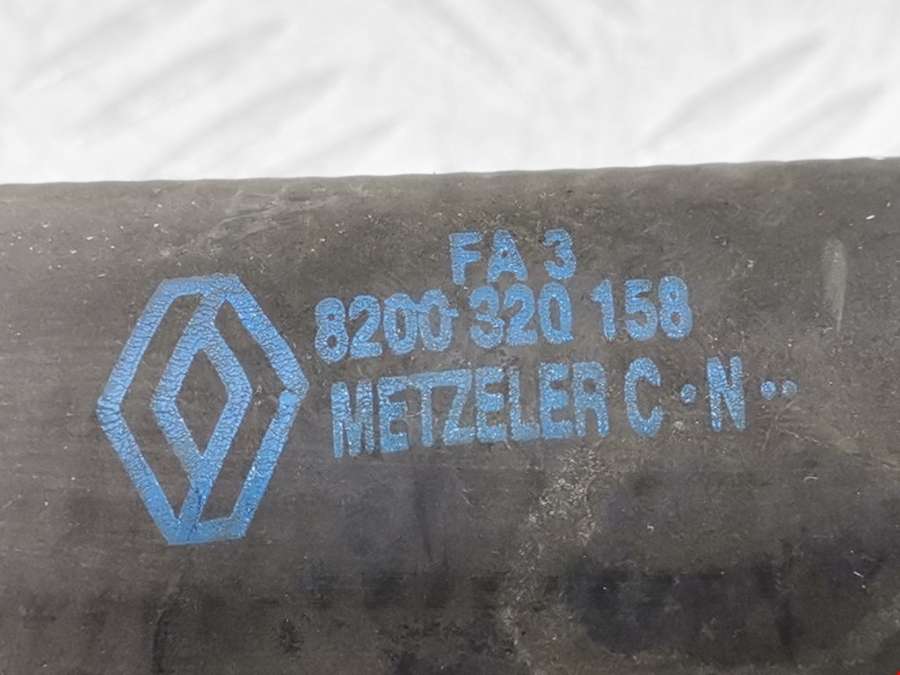 FA 3
8200 320 158
METZELER C · N ··